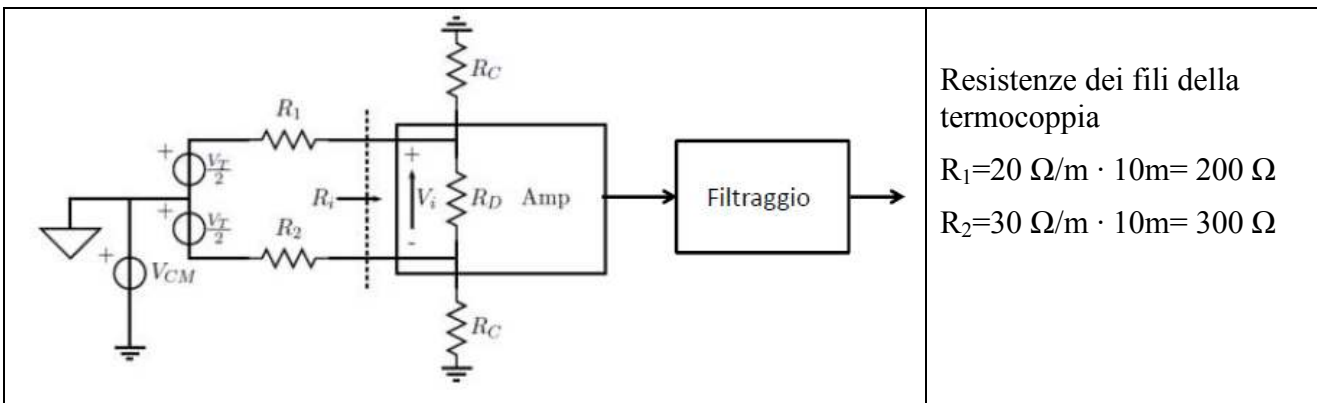 R_C
R_1
+
V_T/2
R_i
+
V_i
-
R_D
Amp
Filtraggio
+
V_T/2
R_2
+
V_CM
R_C
Resistenze dei fili della
termocoppia
R₁=20 Ω/m · 10m= 200 Ω
R₂=30 Ω/m · 10m= 300 Ω